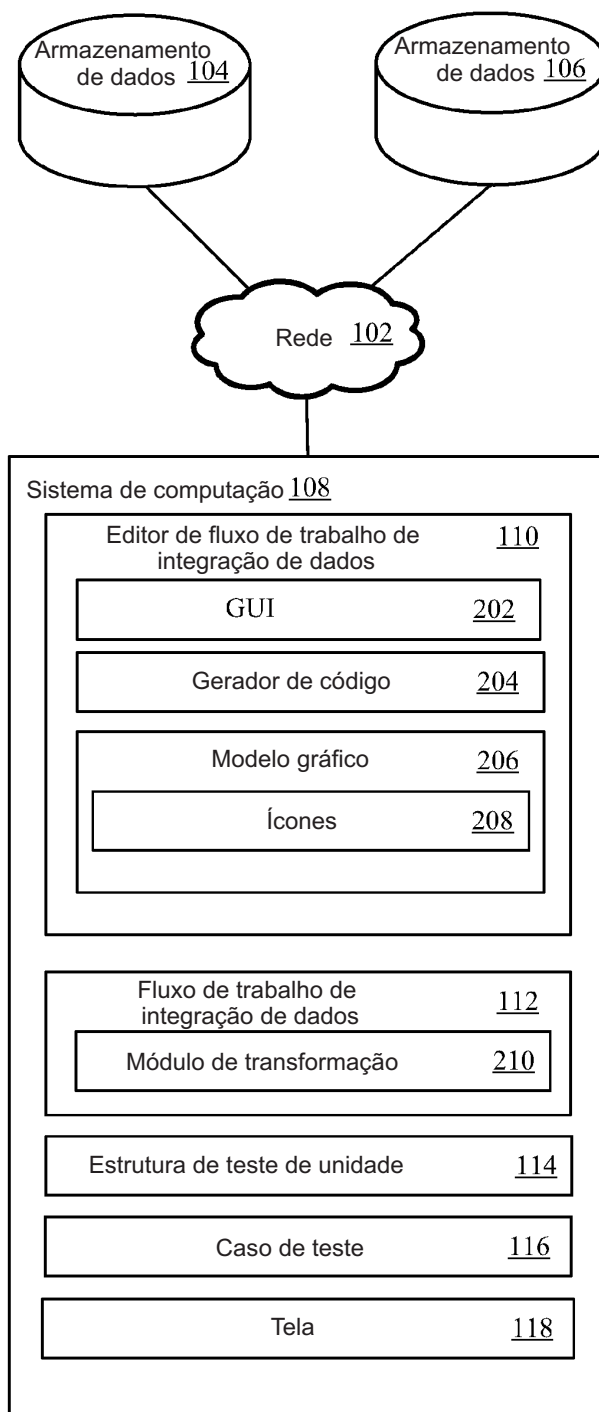 Armazenamento
de dados 104
Armazenamento
de dados 106
Rede 102
Sistema de computação 108
Editor de fluxo de trabalho de 110
integração de dados
GUI 202
Gerador de código 204
Modelo gráfico 206
Ícones 208
Fluxo de trabalho de 112
integração de dados
Módulo de transformação 210
Estrutura de teste de unidade 114
Caso de teste 116
Tela 118